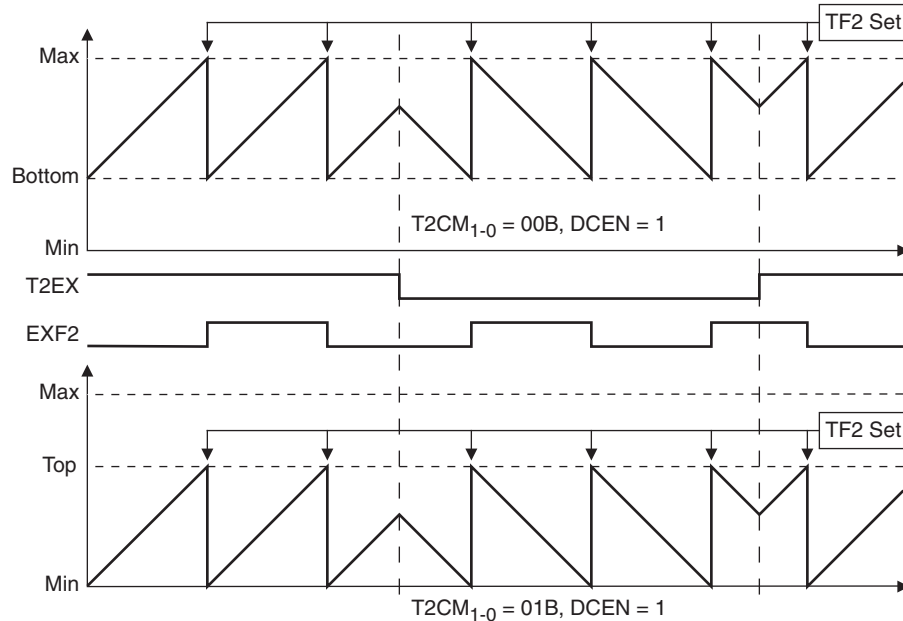 TF2 Set
Max
Bottom
T2CM1-0 = 00B, DCEN = 1
Min
T2EX
EXF2
Max
TF2 Set
Top
Min
T2CM1-0 = 01B, DCEN = 1